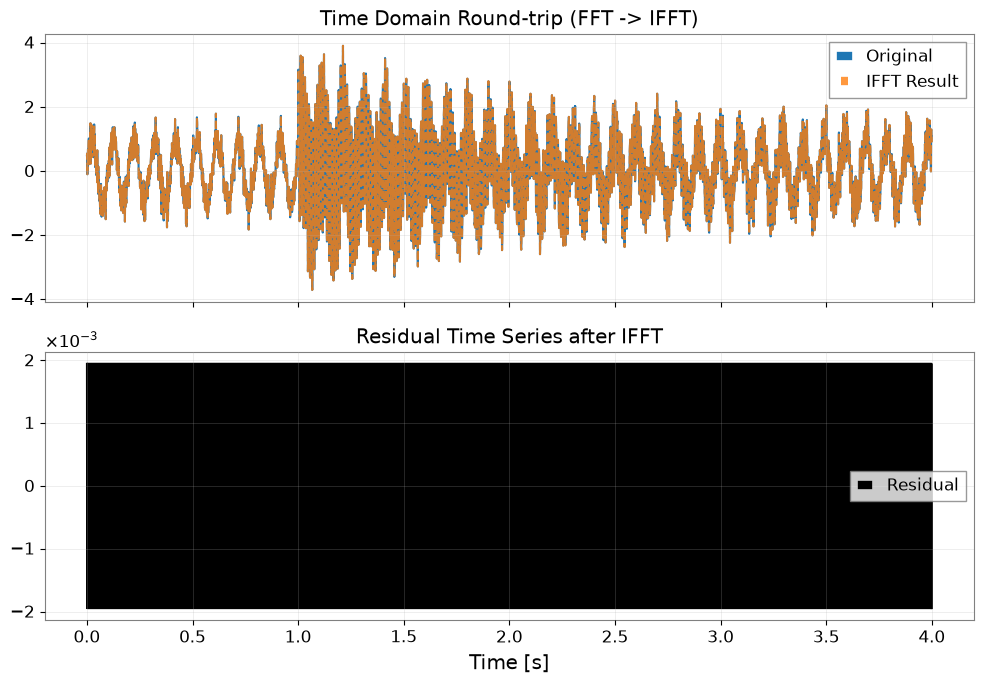 Time Domain Round-trip (FFT -> IFFT)
4
2
0
−2
−4
Original
IFFT Result
Residual Time Series after IFFT
×10⁻³
2
1
0
−1
−2
Residual
0.0 0.5 1.0 1.5 2.0 2.5 3.0 3.5 4.0
Time [s]